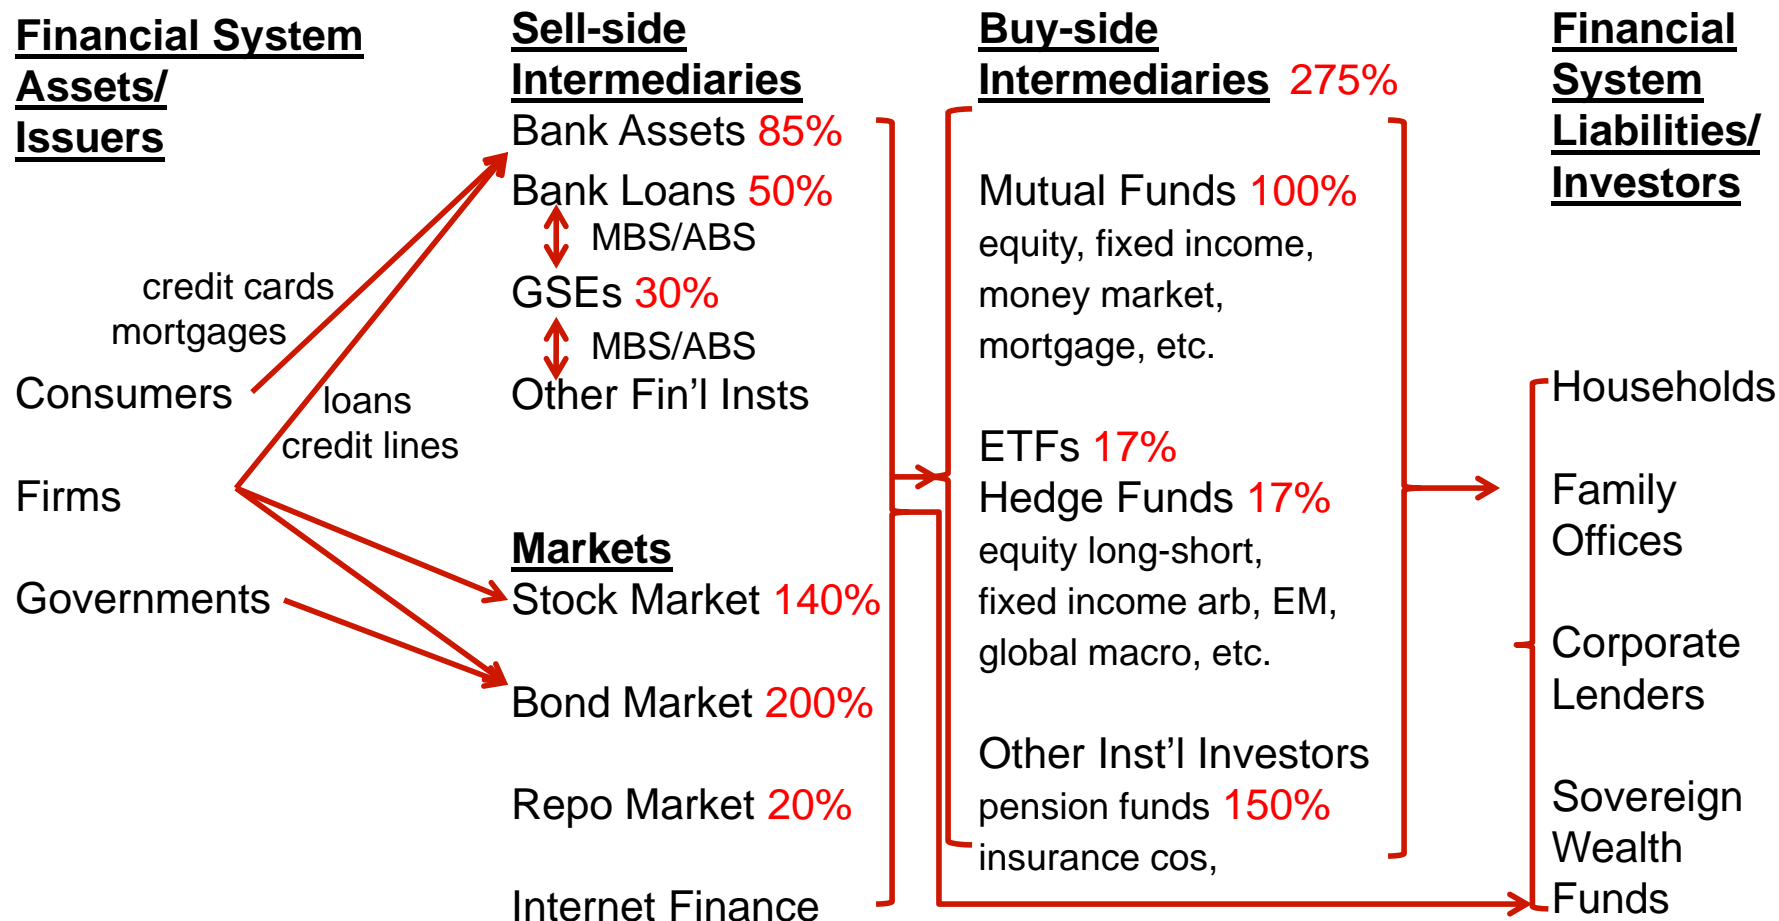 Financial System
Assets/
Issuers
credit cards
mortgages
Consumers
loans
credit lines
Firms
Governments
Sell-side
Intermediaries
Bank Assets 85%
Bank Loans 50%
MBS/ABS
GSEs 30%
MBS/ABS
Other Fin'l Insts
Markets
Stock Market 140%
Bond Market 200%
Repo Market 20%
Internet Finance
Buy-side
Intermediaries 275%
Mutual Funds 100%
equity, fixed income,
money market,
mortgage, etc.
ETFs 17%
Hedge Funds 17%
equity long-short,
fixed income arb, EM,
global macro, etc.
Other Inst'l Investors
pension funds 150%
insurance cos,
Financial
System
Liabilities/
Investors
Households
Family
Offices
Corporate
Lenders
Sovereign
Wealth
Funds